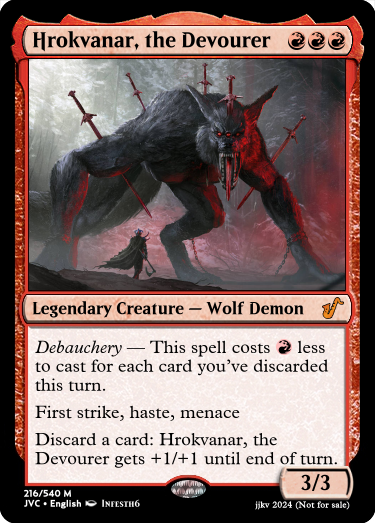 Hrokvanar, the Devourer
Legendary Creature — Wolf Demon
Debauchery — This spell costs less
to cast for each card you've discarded
this turn.
First strike, haste, menace
Discard a card: Hrokvanar, the
Devourer gets +1/+1 until end of turn.
3/3
216/540 M
JVC • English Infesth6
jjkv 2024 (Not for sale)